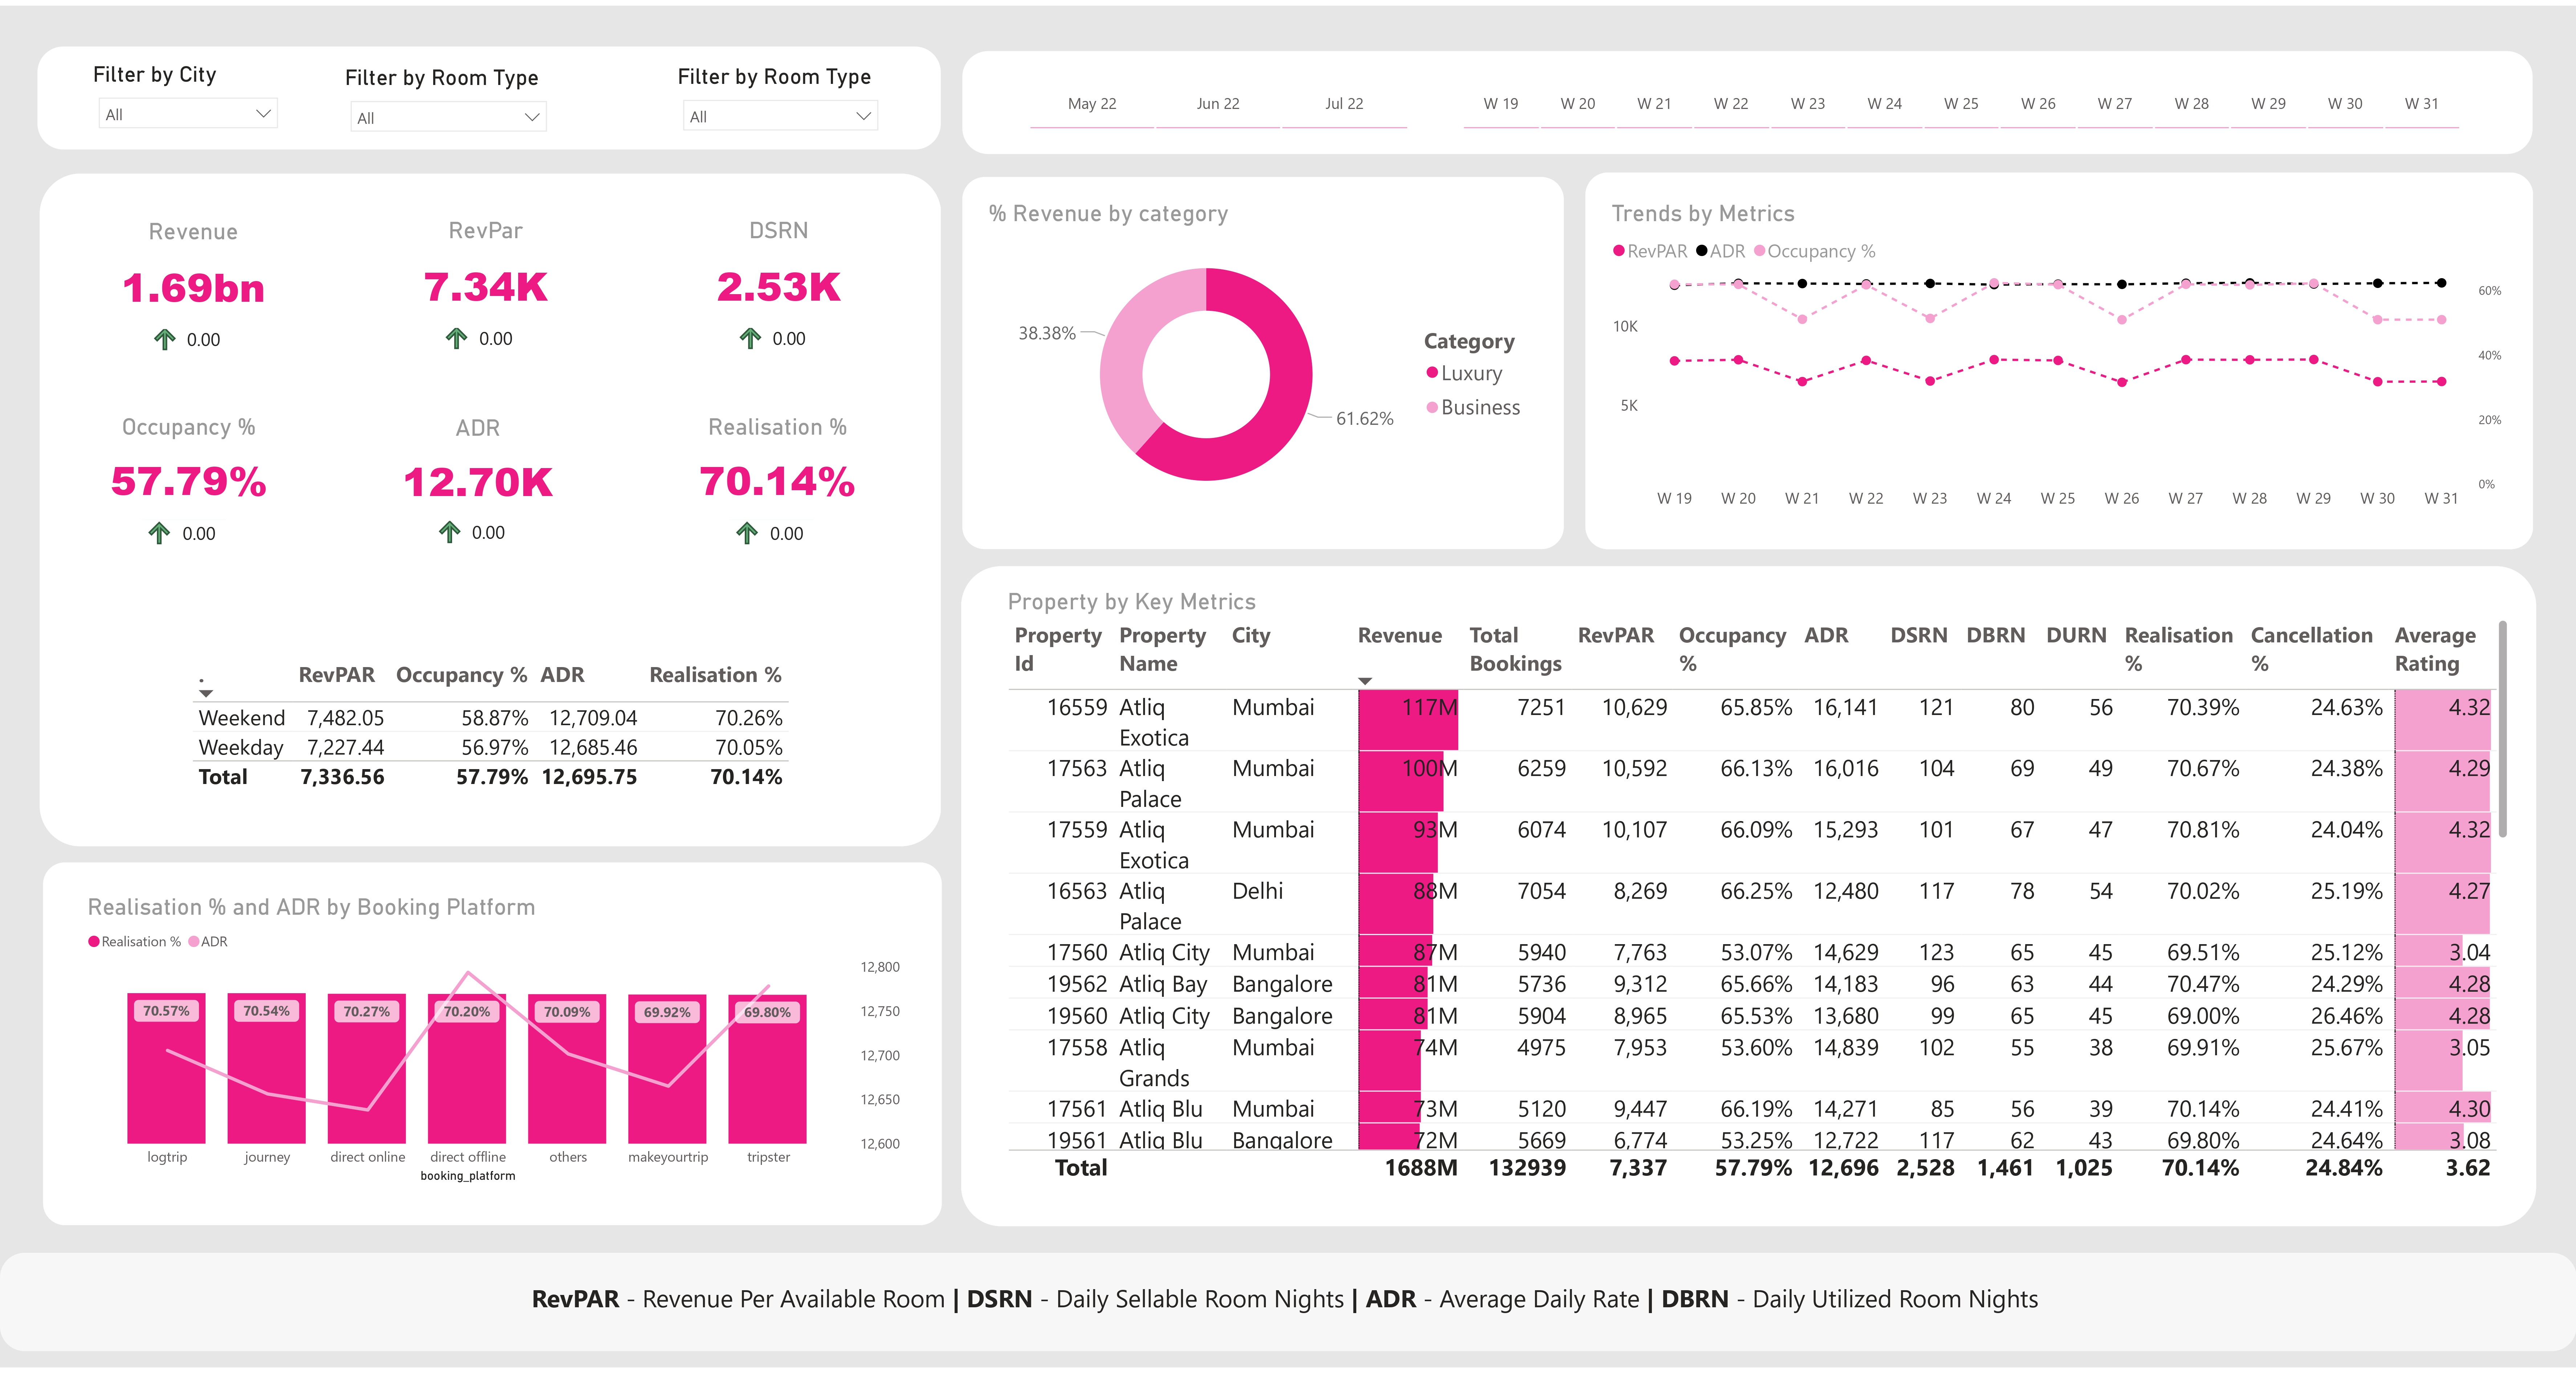 Filter by City
All
Filter by Room Type
All
Filter by Room Type
All
May 22 Jun 22 Jul 22
W 19 W 20 W 21 W 22 W 23 W 24 W 25 W 26 W 27 W 28 W 29 W 30 W 31
Revenue
1.69bn
0.00
RevPar
7.34K
0.00
DSRN
2.53K
0.00
Occupancy %
57.79%
0.00
ADR
12.70K
0.00
Realisation %
70.14%
0.00
. RevPAR Occupancy % ADR Realisation %
Weekend 7,482.05 58.87% 12,709.04 70.26%
Weekday 7,227.44 56.97% 12,685.46 70.05%
Total 7,336.56 57.79% 12,695.75 70.14%
Realisation % and ADR by Booking Platform
Realisation % ADR
12,800
12,750
12,700
12,650
12,600
70.57% 70.54% 70.27% 70.20% 70.09% 69.92% 69.80%
logtrip journey direct online direct offline others makeyourtrip tripster
booking_platform
% Revenue by category
38.38%
61.62%
Category
Luxury
Business
Trends by Metrics
RevPAR ADR Occupancy %
10K
5K
60%
40%
20%
0%
W 19 W 20 W 21 W 22 W 23 W 24 W 25 W 26 W 27 W 28 W 29 W 30 W 31
Property by Key Metrics
Property Id Property Name City Revenue Total Bookings RevPAR Occupancy % ADR DSRN DBRN DURN Realisation % Cancellation % Average Rating
16559 Atliq Exotica Mumbai 117M 7251 10,629 65.85% 16,141 121 80 56 70.39% 24.63% 4.32
17563 Atliq Palace Mumbai 100M 6259 10,592 66.13% 16,016 104 69 49 70.67% 24.38% 4.29
17559 Atliq Exotica Mumbai 93M 6074 10,107 66.09% 15,293 101 67 47 70.81% 24.04% 4.32
16563 Atliq Palace Delhi 88M 7054 8,269 66.25% 12,480 117 78 54 70.02% 25.19% 4.27
17560 Atliq City Mumbai 87M 5940 7,763 53.07% 14,629 123 65 45 69.51% 25.12% 3.04
19562 Atliq Bay Bangalore 81M 5736 9,312 65.66% 14,183 96 63 44 70.47% 24.29% 4.28
19560 Atliq City Bangalore 81M 5904 8,965 65.53% 13,680 99 65 45 69.00% 26.46% 4.28
17558 Atliq Grands Mumbai 74M 4975 7,953 53.60% 14,839 102 55 38 69.91% 25.67% 3.05
17561 Atliq Blu Mumbai 73M 5120 9,447 66.19% 14,271 85 56 39 70.14% 24.41% 4.30
19561 Atliq Blu Bangalore 72M 5669 6,774 53.25% 12,722 117 62 43 69.80% 24.64% 3.08
Total 1688M 132939 7,337 57.79% 12,696 2,528 1,461 1,025 70.14% 24.84% 3.62
RevPAR - Revenue Per Available Room | DSRN - Daily Sellable Room Nights | ADR - Average Daily Rate | DBRN - Daily Utilized Room Nights